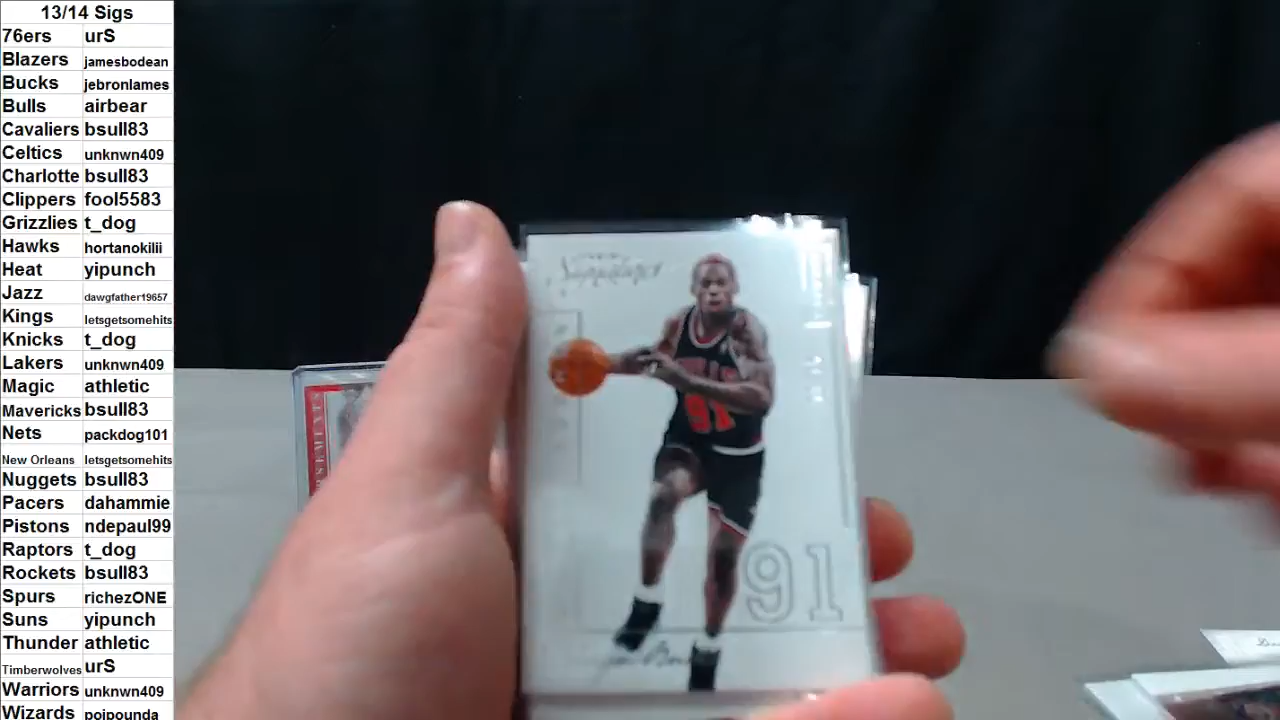 13/14 Sigs
76ers urS
Blazers jamesbodean
Bucks jebronlames
Bulls airbear
Cavaliers bsull83
Celtics unknwn409
Charlotte bsull83
Clippers fool5583
Grizzlies t_dog
Hawks hortanokilii
Heat yipunch
Jazz dawgfather19657
Kings letsgetsomehits
Knicks t_dog
Lakers unknwn409
Magic athletic
Mavericks bsull83
Nets packdog101
New Orleans letsgetsomehits
Nuggets bsull83
Pacers dahammie
Pistons ndepaul99
Raptors t_dog
Rockets bsull83
Spurs richezONE
Suns yipunch
Thunder athletic
Timberwolves urS
Warriors unknwn409
Wizards poipounda
91
91